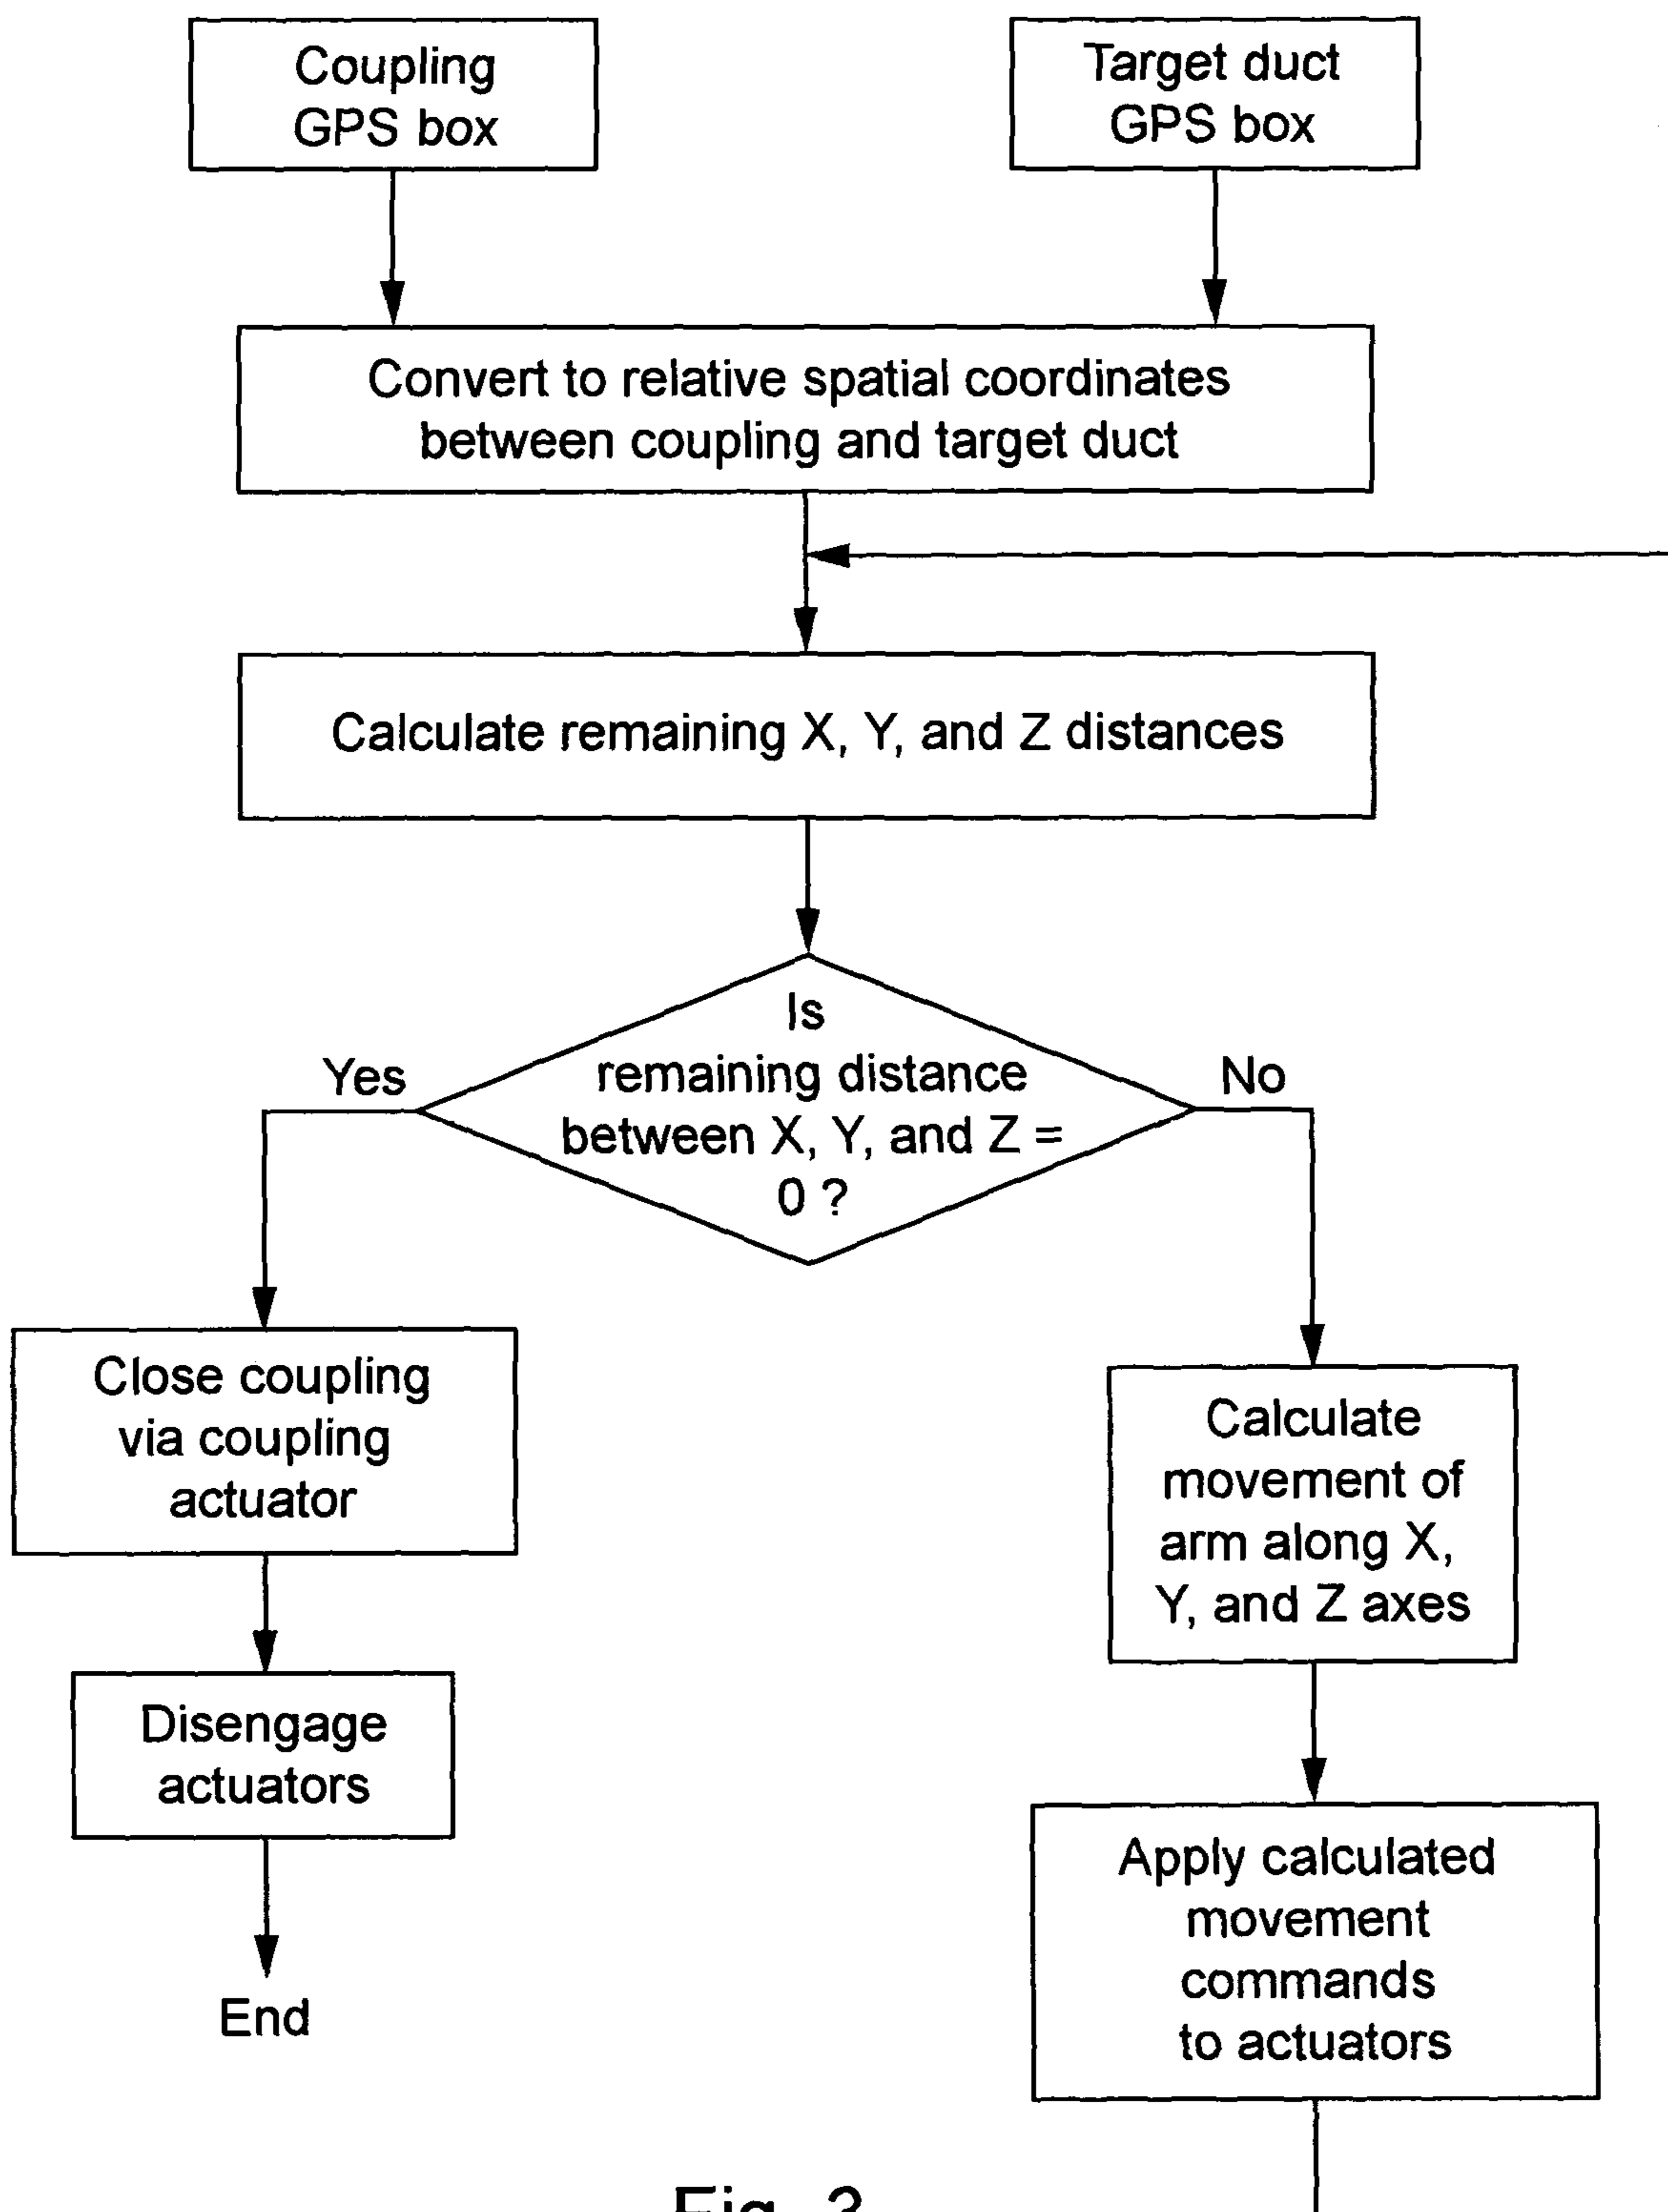 Coupling
GPS box
Target duct
GPS box
Convert to relative spatial coordinates
between coupling and target duct
Calculate remaining X, Y, and Z distances
Is
remaining distance
between X, Y, and Z =
0 ?
Yes
No
Close coupling
via coupling
actuator
Calculate
movement of
arm along X,
Y, and Z axes
Disengage
actuators
Apply calculated
movement
commands
to actuators
End